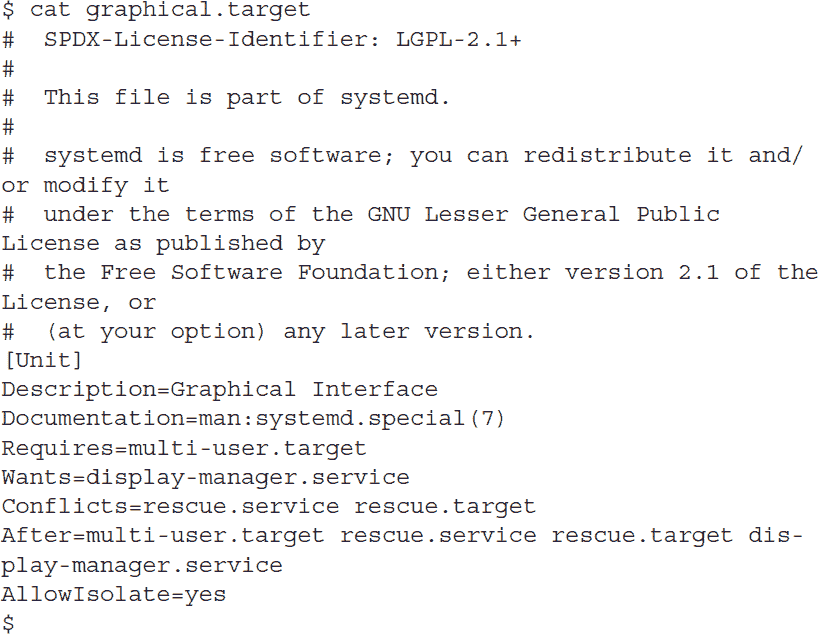 $ cat graphical.target
#  SPDX-License-Identifier: LGPL-2.1+
#
#  This file is part of systemd.
#
#  systemd is free software; you can redistribute it and/
or modify it
#  under the terms of the GNU Lesser General Public
License as published by
#  the Free Software Foundation; either version 2.1 of the
License, or
#  (at your option) any later version.
[Unit]
Description=Graphical Interface
Documentation=man:systemd.special(7)
Requires=multi-user.target
Wants=display-manager.service
Conflicts=rescue.service rescue.target
After=multi-user.target rescue.service rescue.target dis-
play-manager.service
AllowIsolate=yes
$